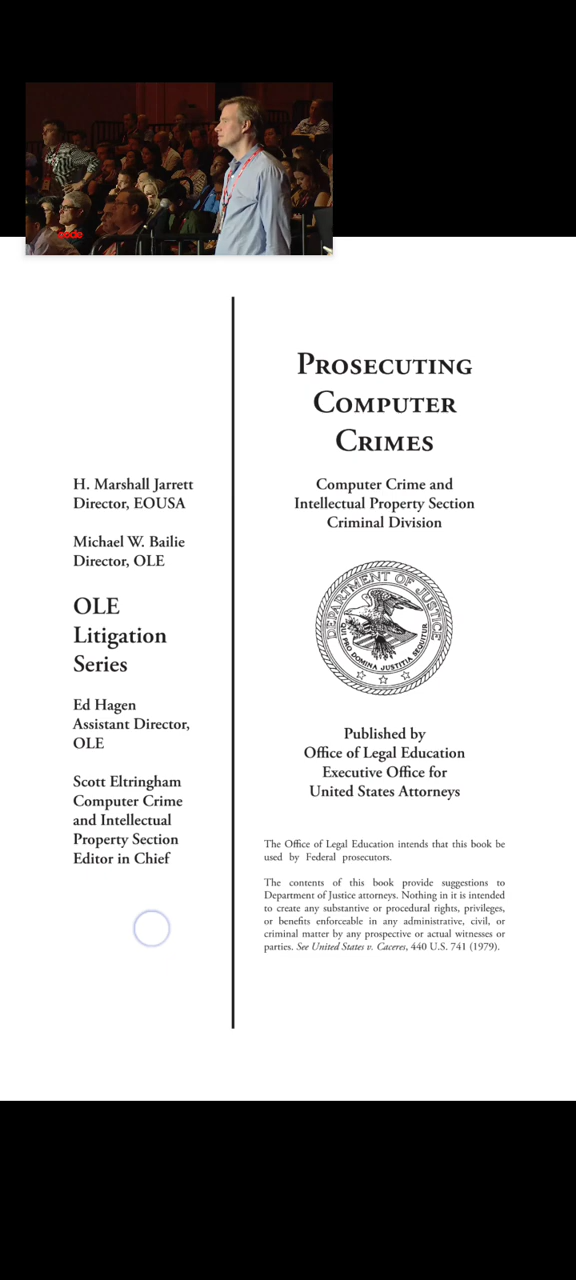 code
H. Marshall Jarrett
Director, EOUSA
Michael W. Bailie
Director, OLE
OLE
Litigation
Series
Ed Hagen
Assistant Director,
OLE
Scott Eltringham
Computer Crime
and Intellectual
Property Section
Editor in Chief
Prosecuting
Computer
Crimes
Computer Crime and
Intellectual Property Section
Criminal Division
DEPARTMENT OF JUSTICE
QUI PRO DOMINA JUSTITIA SEQUITUR
Published by
Office of Legal Education
Executive Office for
United States Attorneys
The Office of Legal Education intends that this book be
used by Federal prosecutors.
The contents of this book provide suggestions to
Department of Justice attorneys. Nothing in it is intended
to create any substantive or procedural rights, privileges,
or benefits enforceable in any administrative, civil, or
criminal matter by any prospective or actual witnesses or
parties. See United States v. Caceres, 440 U.S. 741 (1979).